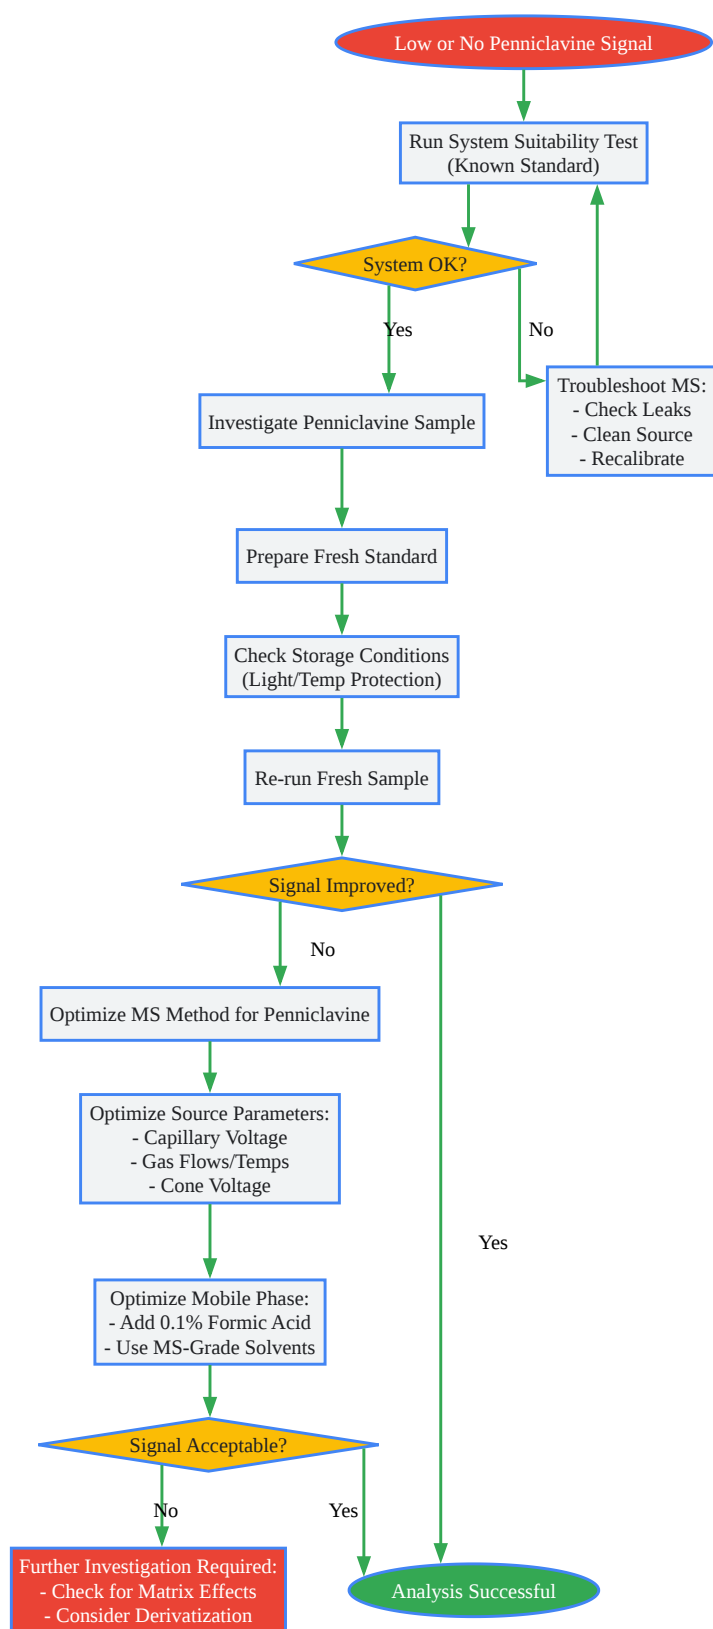 Low or No Penniclavine Signal
Run System Suitability Test
(Known Standard)
System OK?
Yes
No
Troubleshoot MS:
- Check Leaks
- Clean Source
- Recalibrate
Investigate Penniclavine Sample
Prepare Fresh Standard
Check Storage Conditions
(Light/Temp Protection)
Re-run Fresh Sample
Signal Improved?
No
Optimize MS Method for Penniclavine
Optimize Source Parameters:
- Capillary Voltage
- Gas Flows/Temps
- Cone Voltage
Yes
Optimize Mobile Phase:
- Add 0.1% Formic Acid
- Use MS-Grade Solvents
Signal Acceptable?
No
Yes
Further Investigation Required:
- Check for Matrix Effects
- Consider Derivatization
Analysis Successful